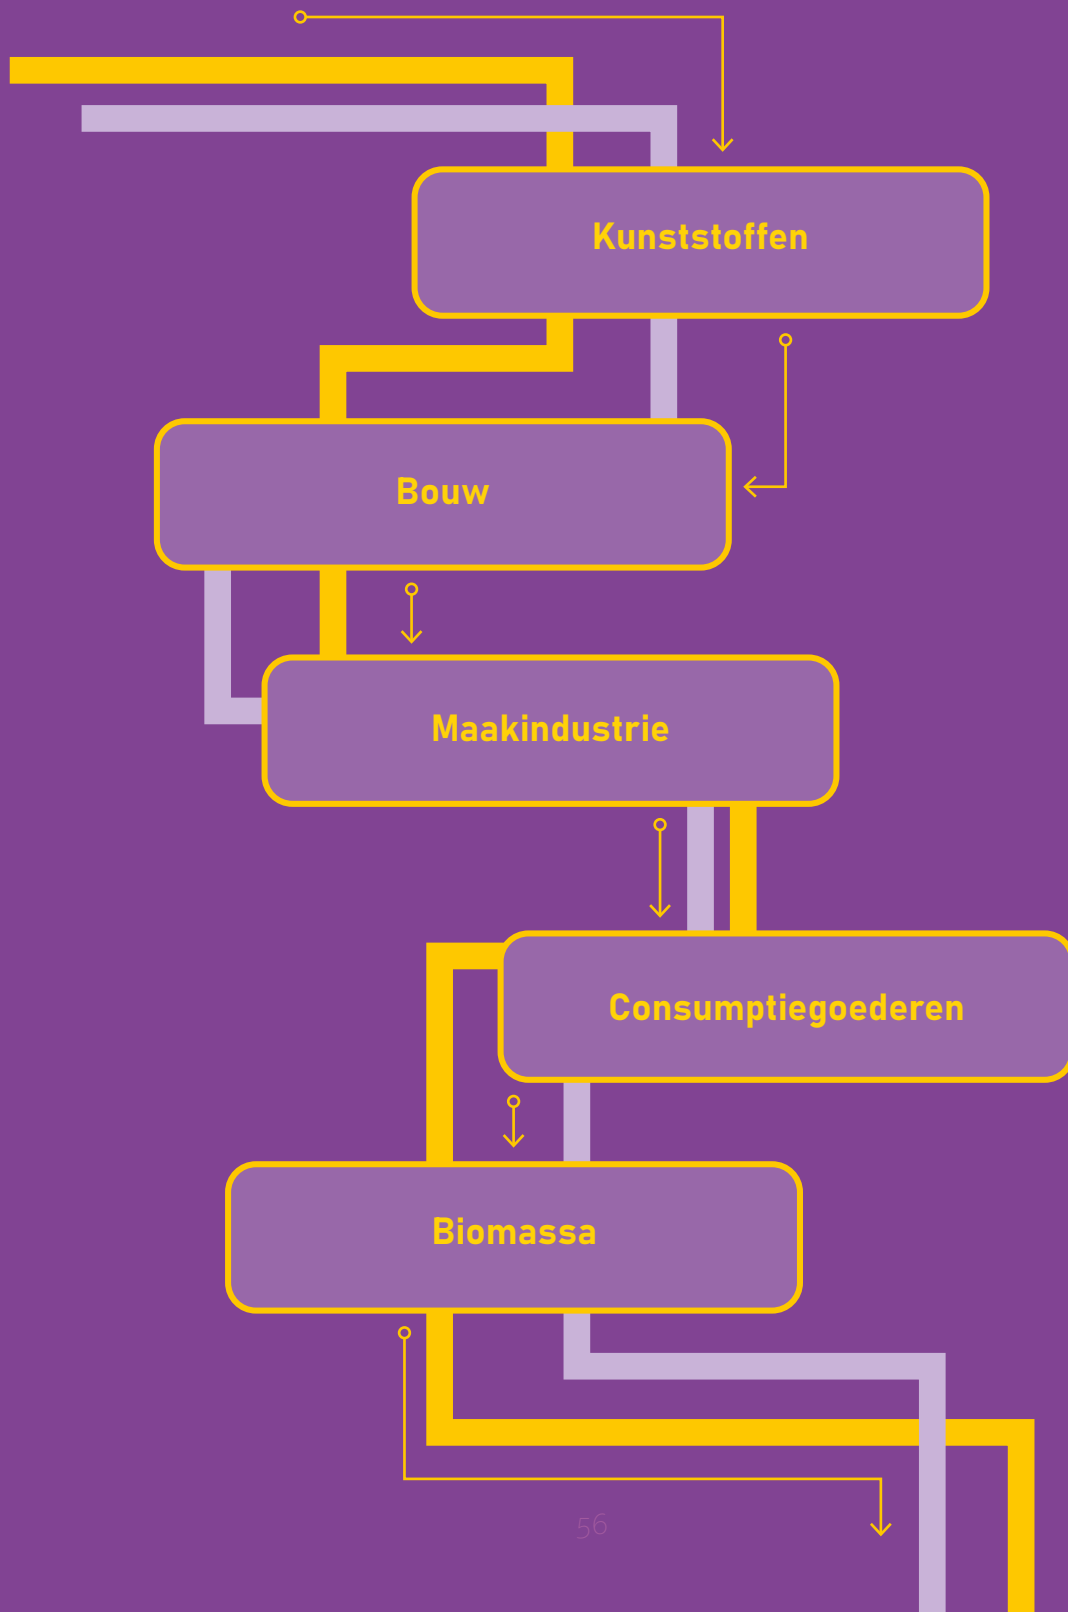 Kunststoffen
Bouw
Maakindustrie
Consumptiegoederen
Biomassa
56